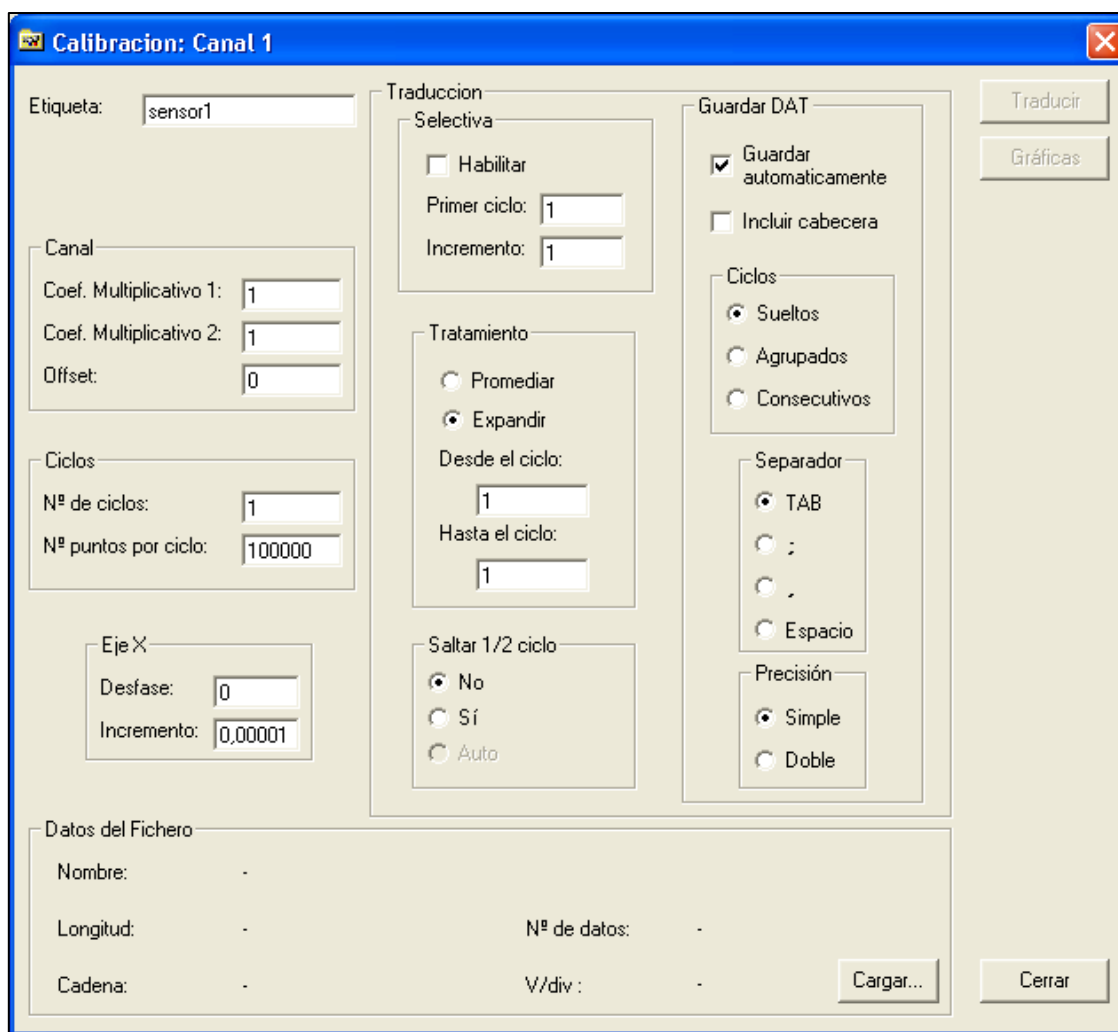 Calibracion: Canal 1
Etiqueta:
sensor1
Canal
Coef. Multiplicativo 1:
1
Coef. Multiplicativo 2:
1
Offset:
0
Ciclos
Nº de ciclos:
1
Nº puntos por ciclo:
100000
Eje X
Desfase:
0
Incremento:
0,00001
Traduccion
Selectiva
Habilitar
Primer ciclo:
1
Incremento:
1
Tratamiento
Promediar
Expandir
Desde el ciclo:
1
Hasta el ciclo:
1
Saltar 1/2 ciclo
No
Sí
Auto
Guardar DAT
Guardar
automaticamente
Incluir cabecera
Ciclos
Sueltos
Agrupados
Consecutivos
Separador
TAB
;
,
Espacio
Precisión
Simple
Doble
Traducir
Gráficas
Datos del Fichero
Nombre: -
Longitud: -
Nº de datos: -
Cadena: -
V/div : -
Cargar...
Cerrar